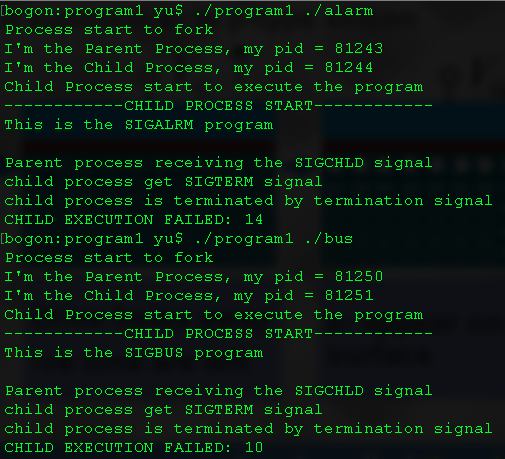 [bogon:program1 yu$ ./program1 ./alarm
Process start to fork
I'm the Parent Process, my pid = 81243
I'm the Child Process, my pid = 81244
Child Process start to execute the program
------------CHILD PROCESS START------------
This is the SIGALRM program
Parent process receiving the SIGCHLD signal
child process get SIGTERM signal
child process is terminated by termination signal
CHILD EXECUTION FAILED: 14
[bogon:program1 yu$ ./program1 ./bus
Process start to fork
I'm the Parent Process, my pid = 81250
I'm the Child Process, my pid = 81251
Child Process start to execute the program
------------CHILD PROCESS START------------
This is the SIGBUS program
Parent process receiving the SIGCHLD signal
child process get SIGTERM signal
child process is terminated by termination signal
CHILD EXECUTION FAILED: 10